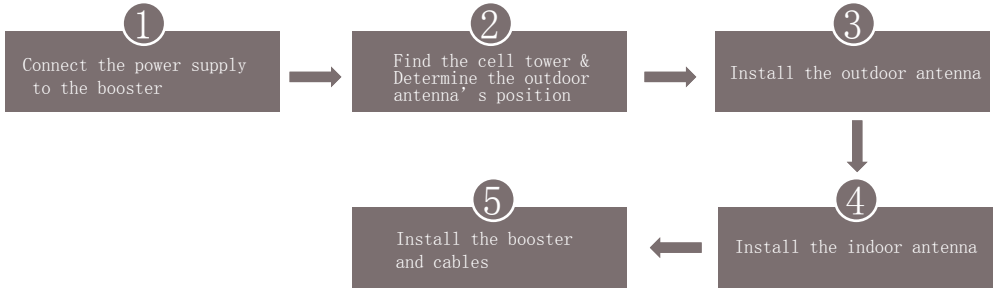 1
Connect the power supply
to the booster
2
Find the cell tower &
Determine the outdoor
antenna’s position
3
Install the outdoor antenna
4
Install the indoor antenna
5
Install the booster
and cables